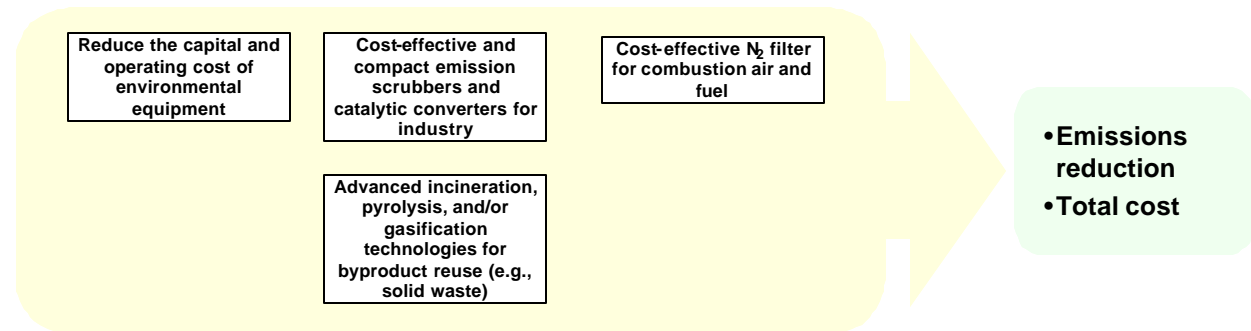 Reduce the capital and
operating cost of
environmental
equipment
Cost-effective and
compact emission
scrubbers and
catalytic converters for
industry
Cost-effective N2 filter
for combustion air and
fuel
Advanced incineration,
pyrolysis, and/or
gasification
technologies for
byproduct reuse (e.g.,
solid waste)
•Emissions
reduction
•Total cost